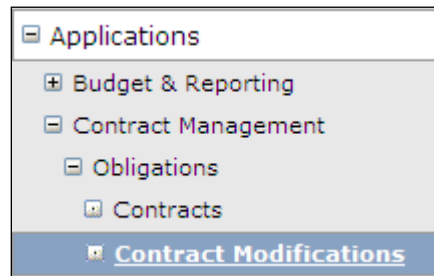 Applications
Budget & Reporting
Contract Management
Obligations
Contracts
Contract Modifications